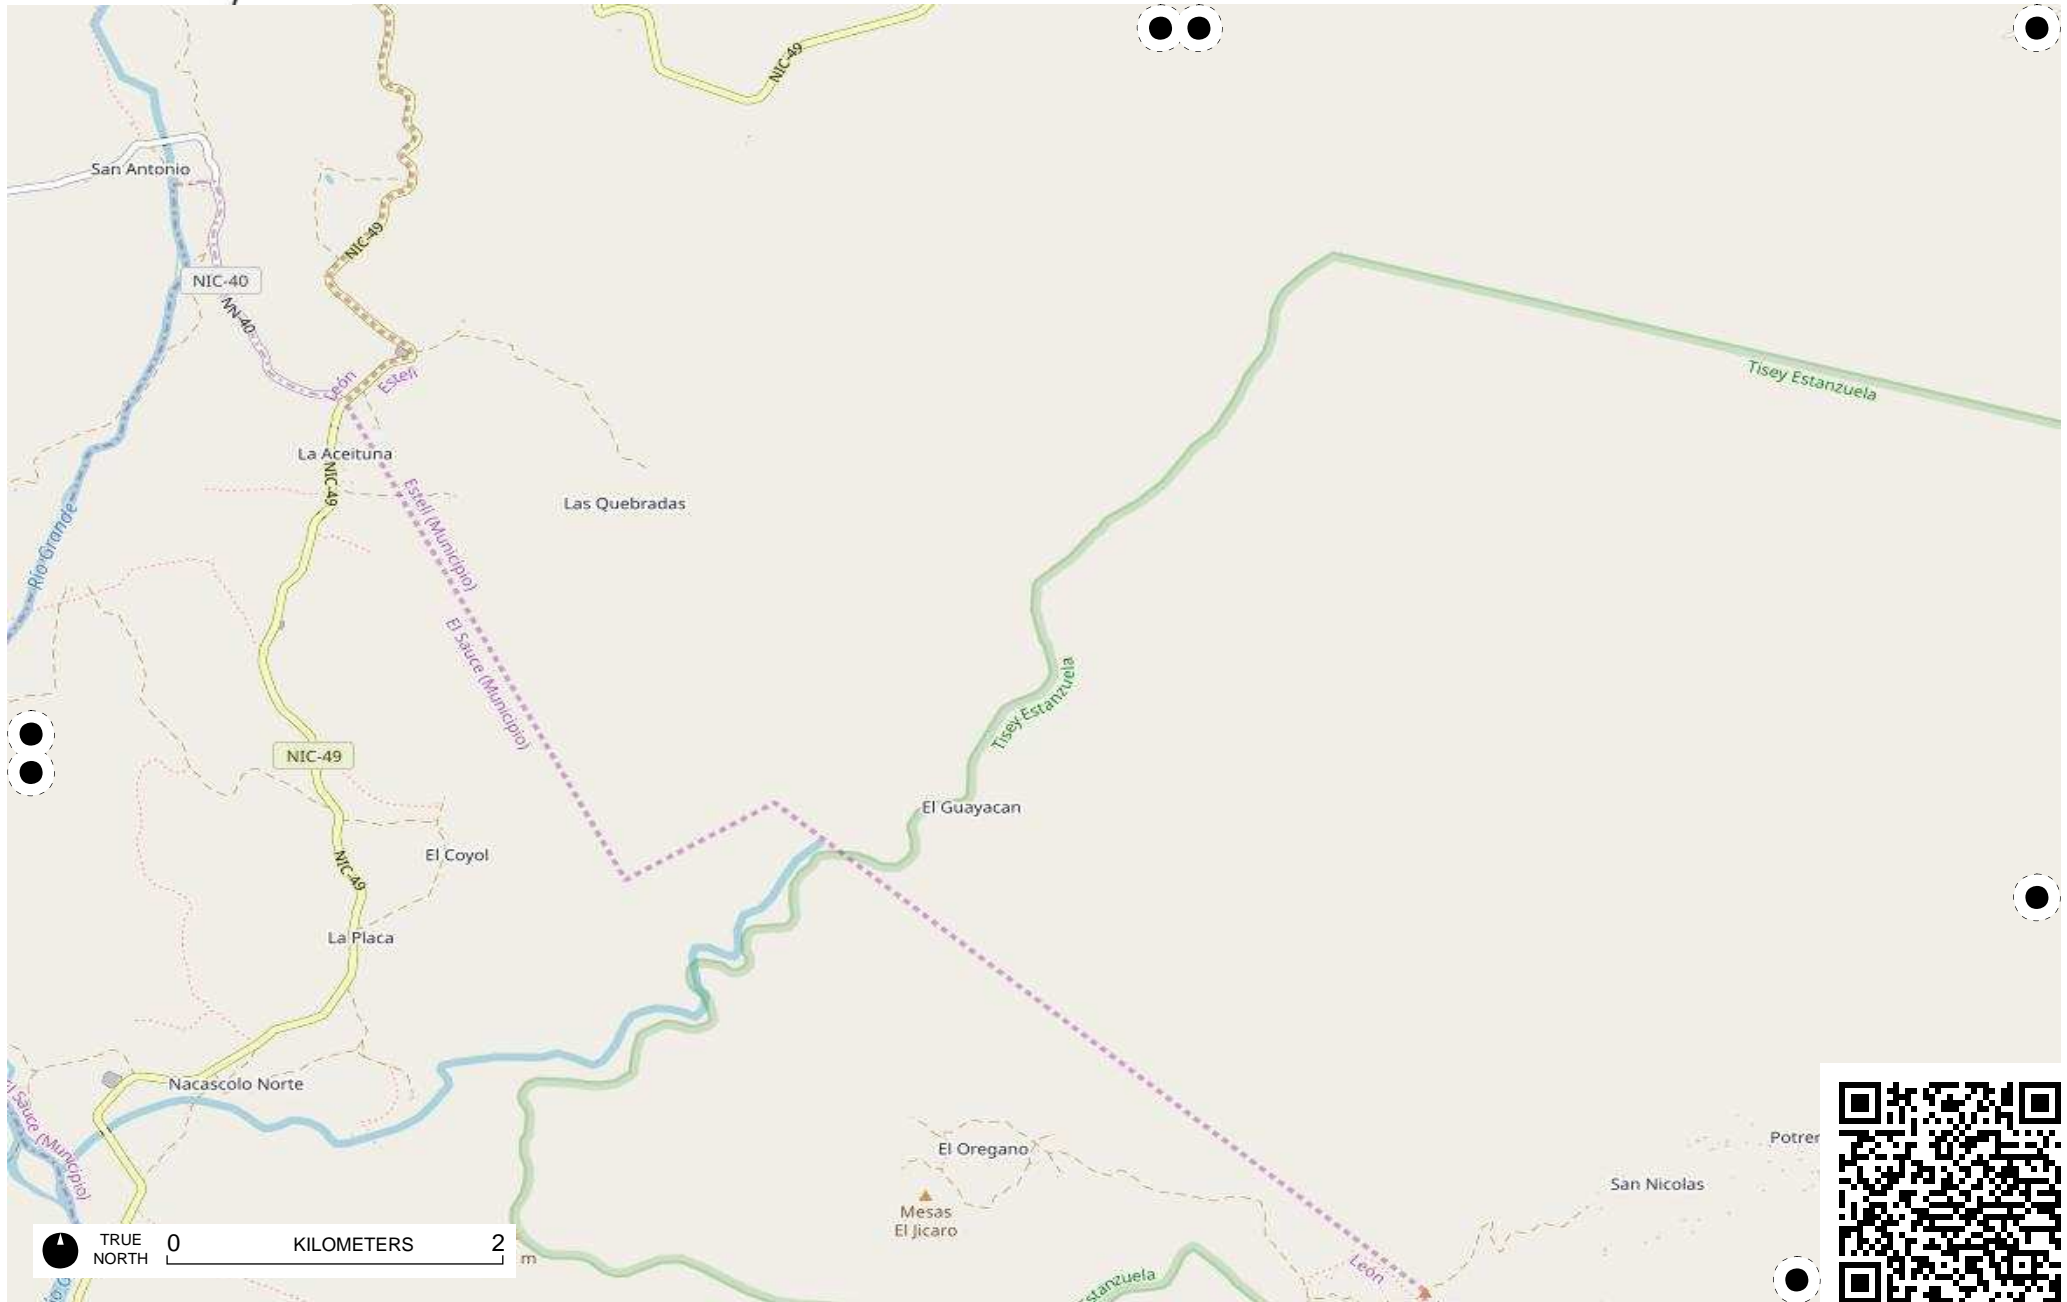 NIC-49
San Antonio
NIC-49
NIC-40
NN-40
Tisey Estanzuela
León
Estelí
La Aceituna
NIC-49
Estelí (Municipio)
Las Quebradas
Río Grande
El Sauce (Municipio)
Tisey Estanzuela
NIC-49
El Guayacan
El Coyol
NIC-49
La Placa
Nacascolo Norte
El Sauce (Municipio)
El Oregano
Potrer
San Nicolas
Mesas
El Jicaro
TRUE
NORTH
0 KILOMETERS 2
m
León
stanzuela